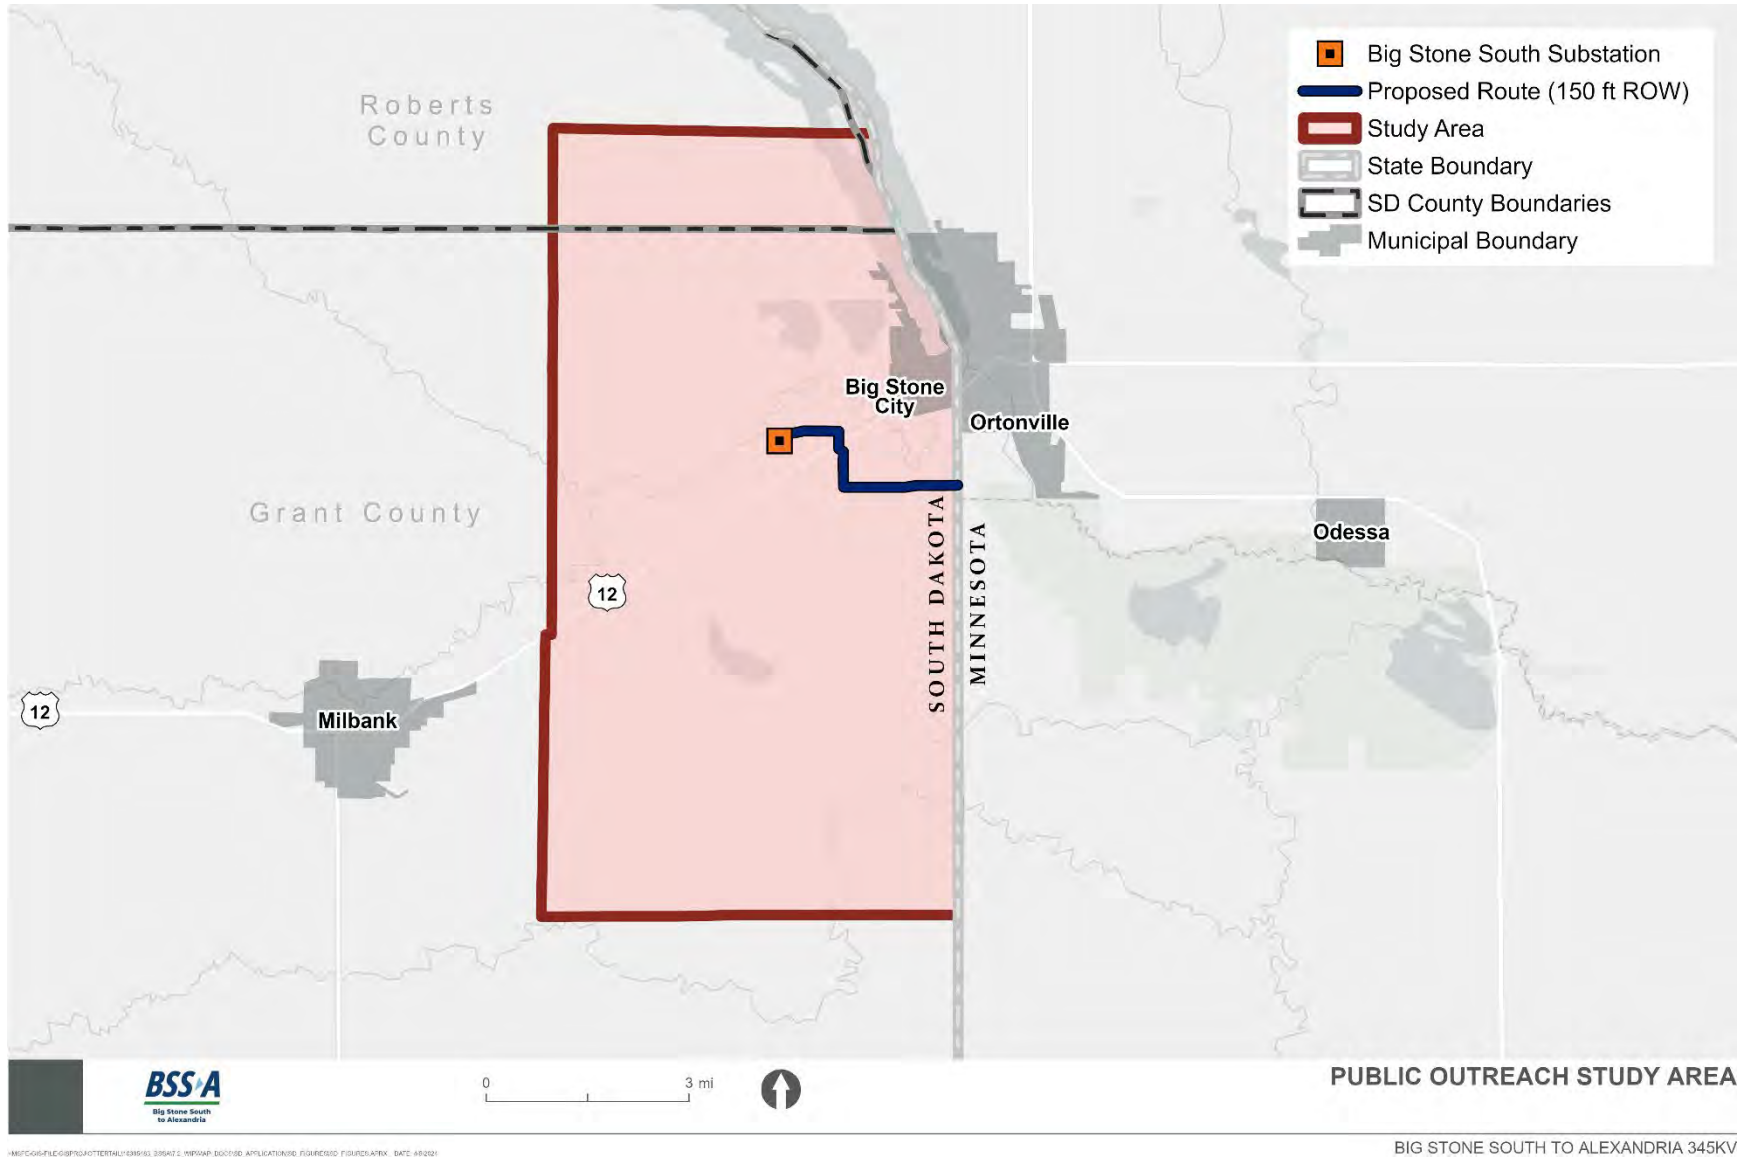 Big Stone South Substation
Proposed Route (150 ft ROW)
Study Area
State Boundary
SD County Boundaries
Municipal Boundary
Roberts
County
Big Stone
City
Ortonville
Grant County
Odessa
SOUTH DAKOTA
MINNESOTA
12
12
Milbank
BSS A
Big Stone South
to Alexandria
0
3 mi
PUBLIC OUTREACH STUDY AREA
BIG STONE SOUTH TO ALEXANDRIA 345KV